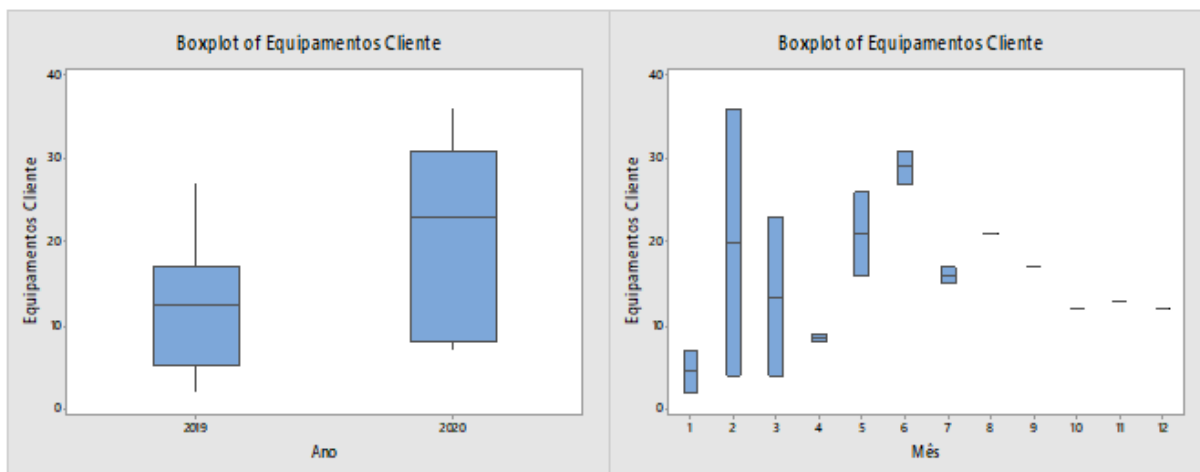 Boxplot of Equipamentos Cliente
Equipamentos Cliente
40
30
20
10
0
2019 2020
Ano
Boxplot of Equipamentos Cliente
Equipamentos Cliente
40
30
20
10
0
1 2 3 4 5 6 7 8 9 10 11 12
Mês